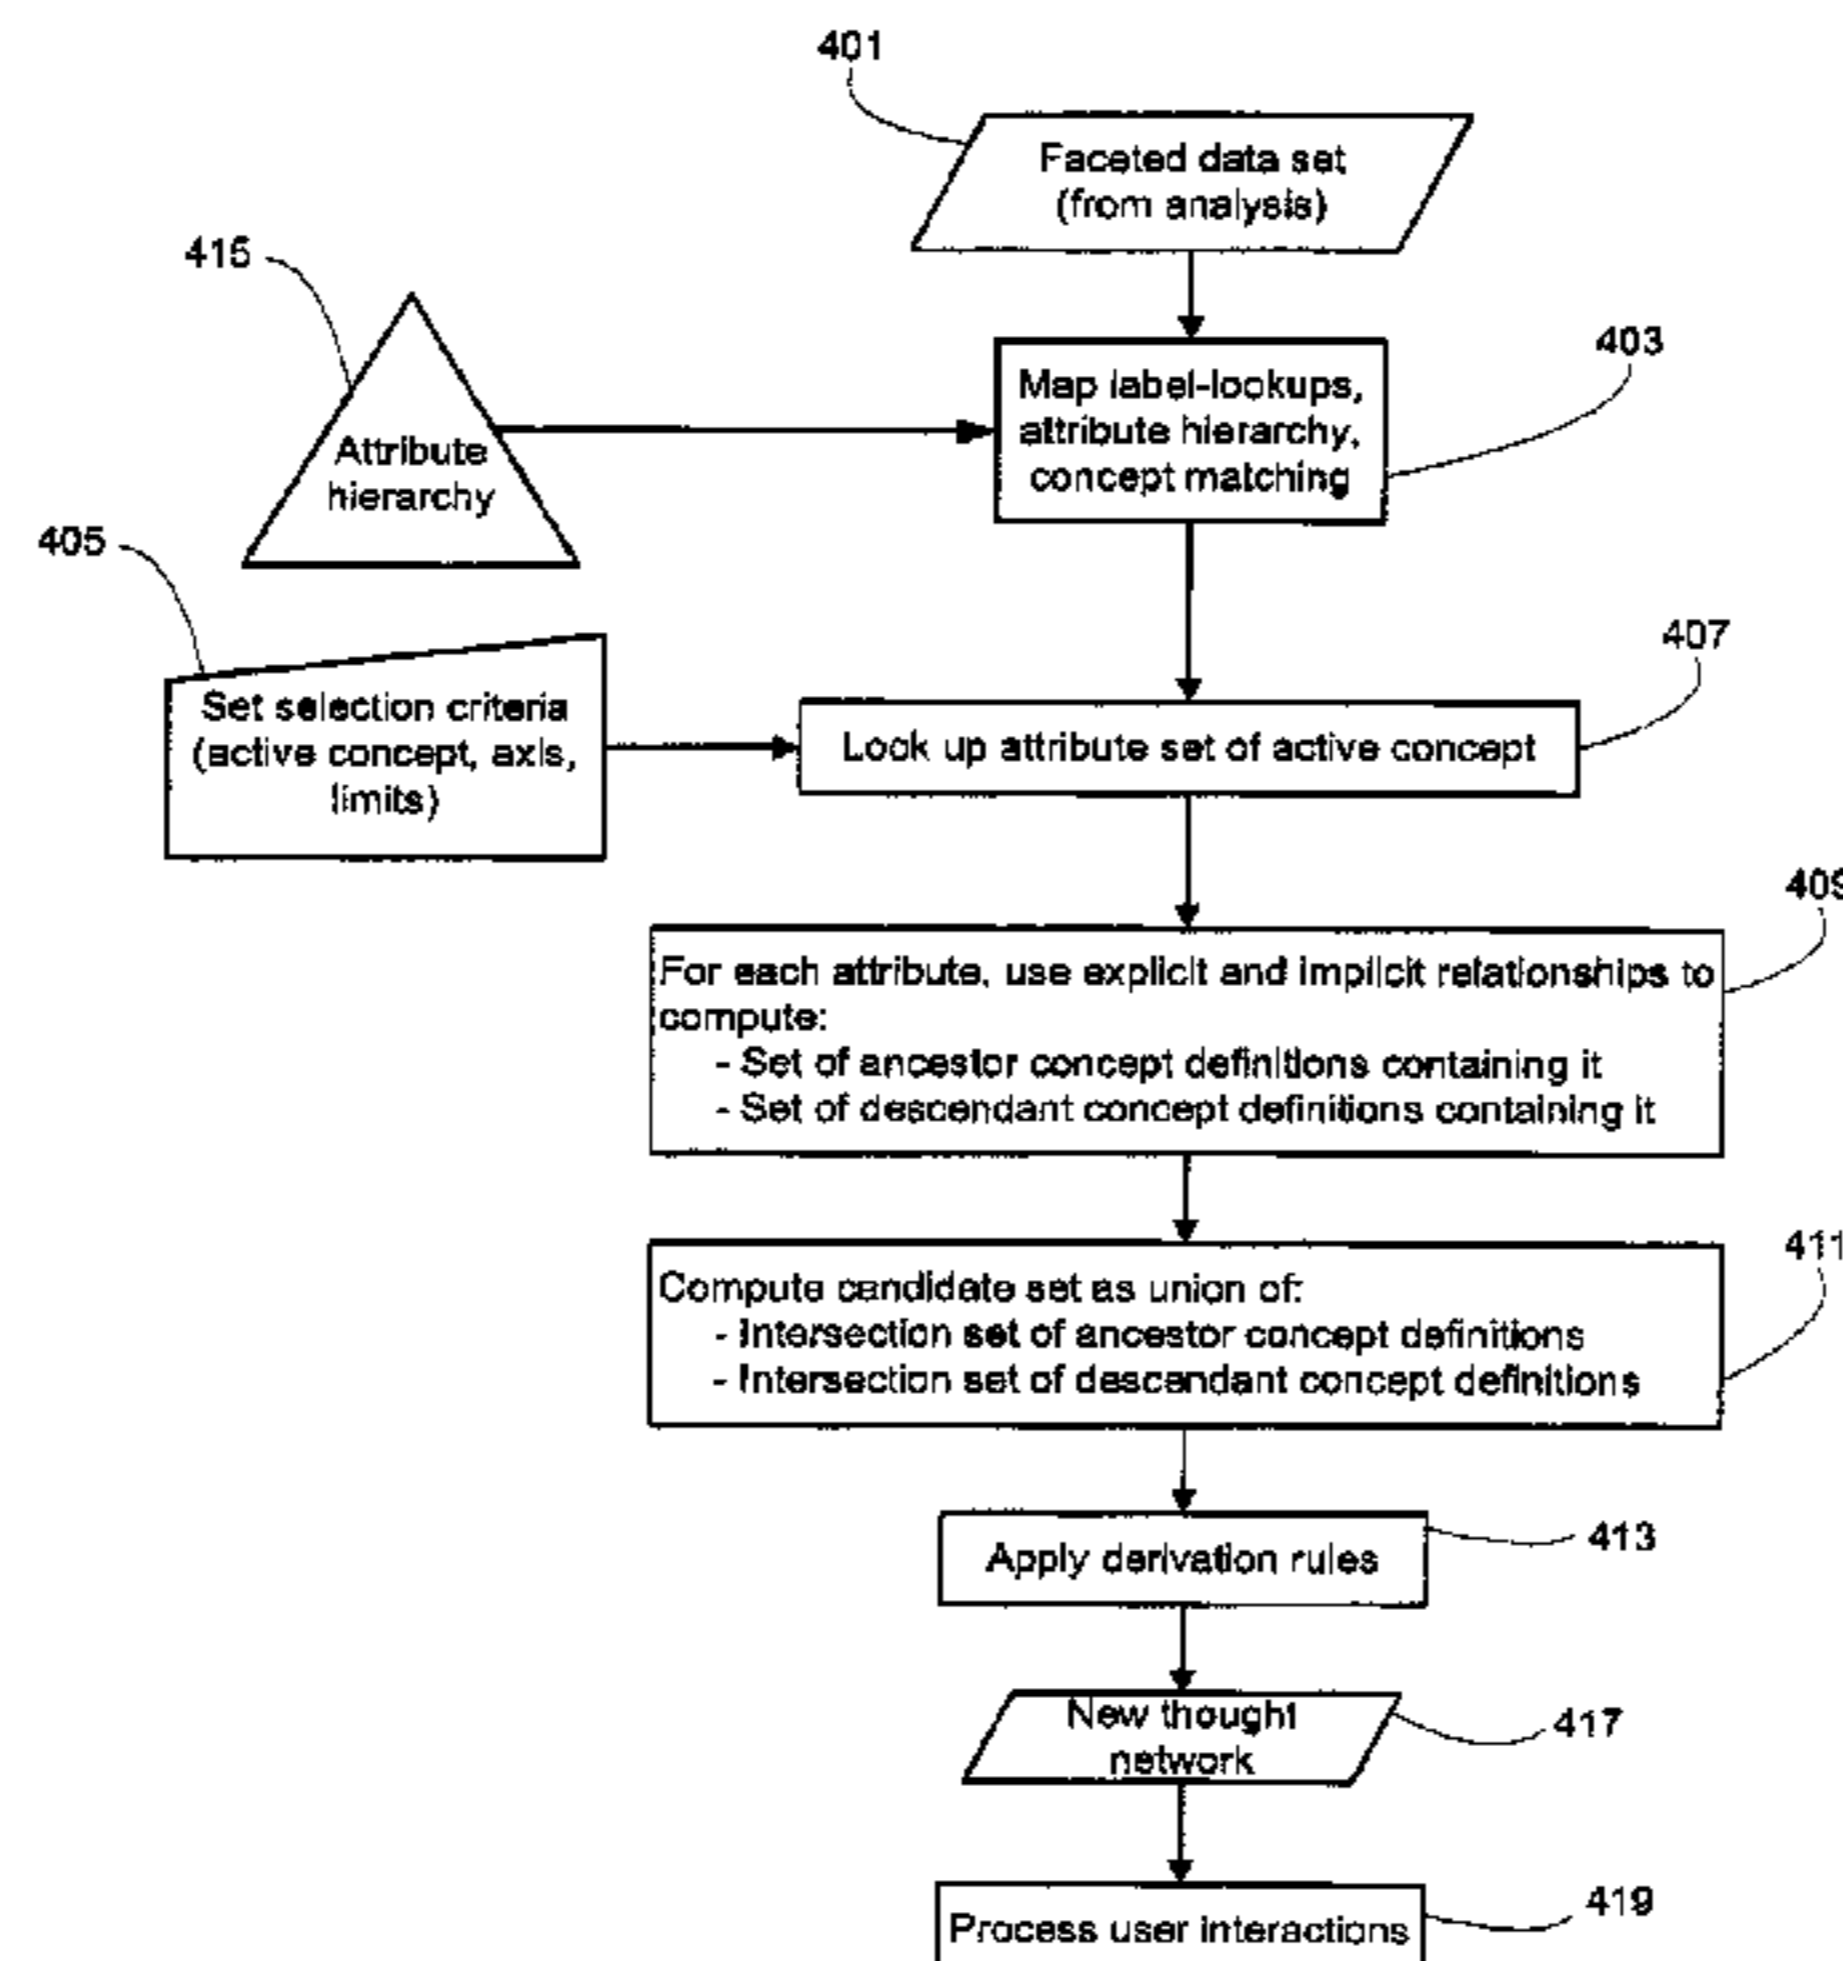 401
Faceted data set
(from analysis)
415
Attribute
hierarchy
403
Map label-lookups,
attribute hierarchy,
concept matching
405
Set selection criteria
(active concept, axis,
limits)
407
Look up attribute set of active concept
409
For each attribute, use explicit and implicit relationships to
compute:
- Set of ancestor concept definitions containing it
- Set of descendant concept definitions containing it
411
Compute candidate set as union of:
- Intersection set of ancestor concept definitions
- Intersection set of descendant concept definitions
413
Apply derivation rules
New thought
network
417
419
Process user interactions